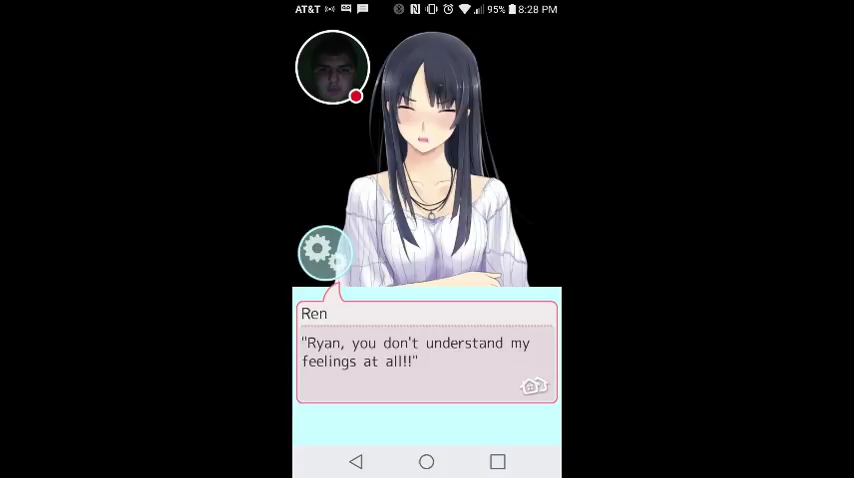 AT&T 95% 8:28 PM
Ren
"Ryan, you don't understand my
feelings at all!!"